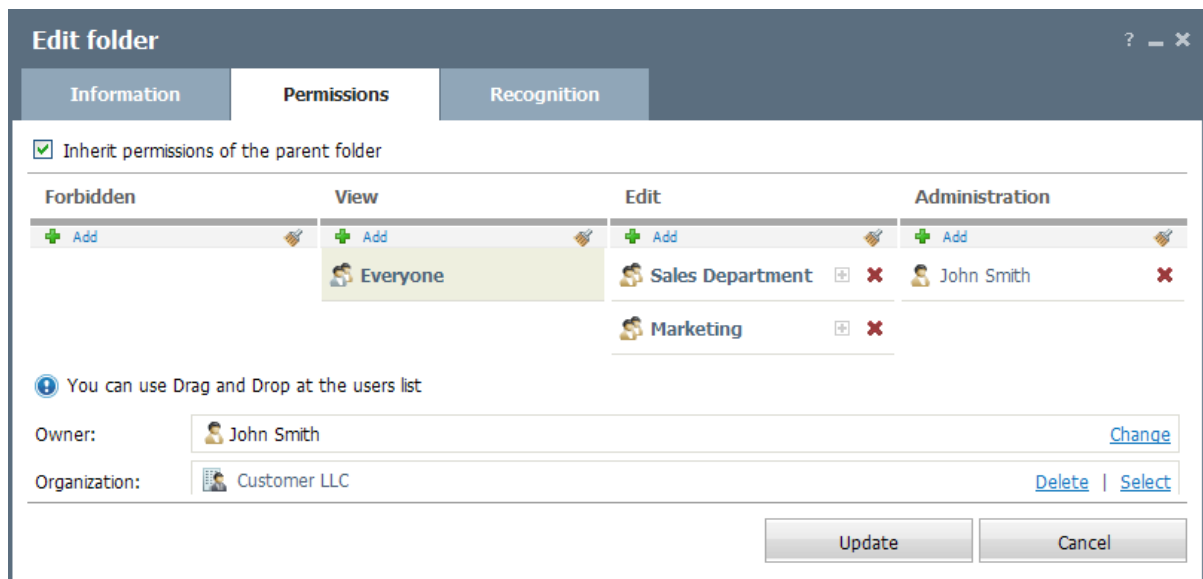 Edit folder ?
Information Permissions Recognition
Inherit permissions of the parent folder
Forbidden View Edit Administration
Add Add Add Add
Everyone Sales Department John Smith
Marketing
You can use Drag and Drop at the users list
Owner: John Smith Change
Organization: Customer LLC Delete | Select
Update Cancel